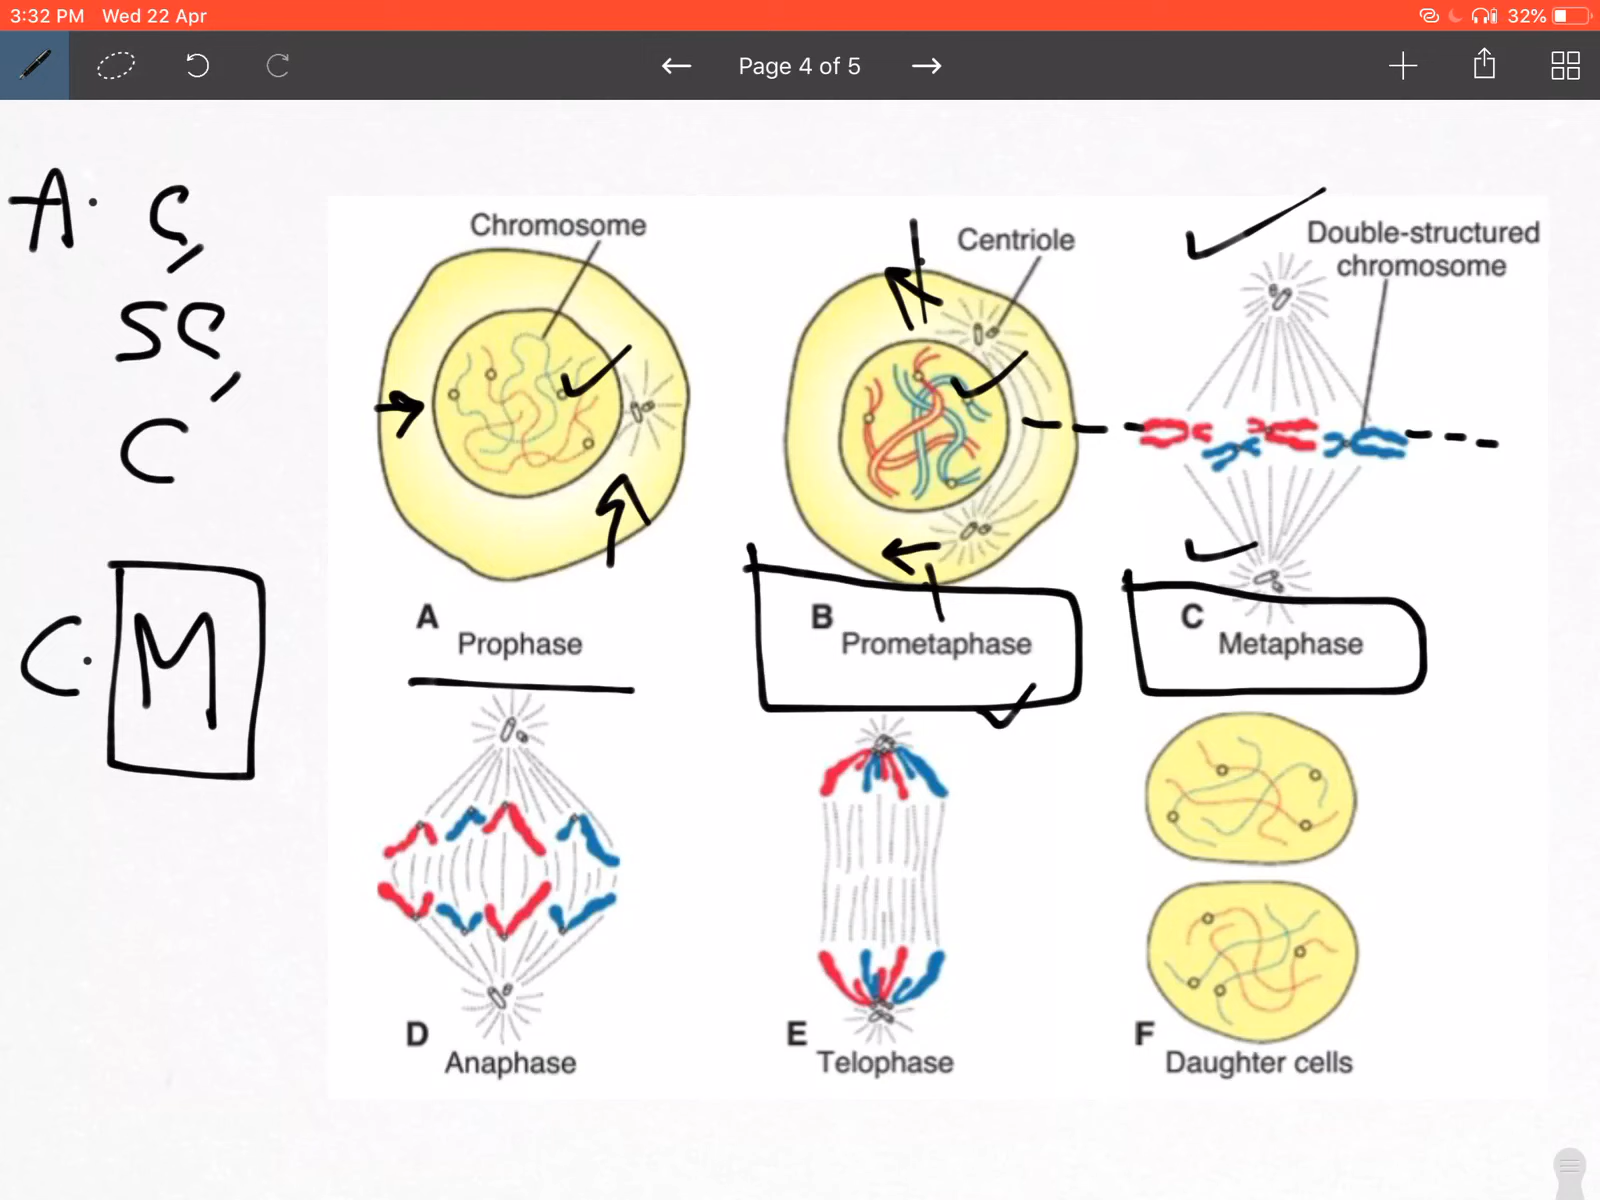 3:32 PM Wed 22 Apr
32%
Page 4 of 5
A. C,
SC,
C
C. M
Chromosome
Centriole
Double-structured
chromosome
A
Prophase
B
Prometaphase
C
Metaphase
D
Anaphase
E
Telophase
F
Daughter cells